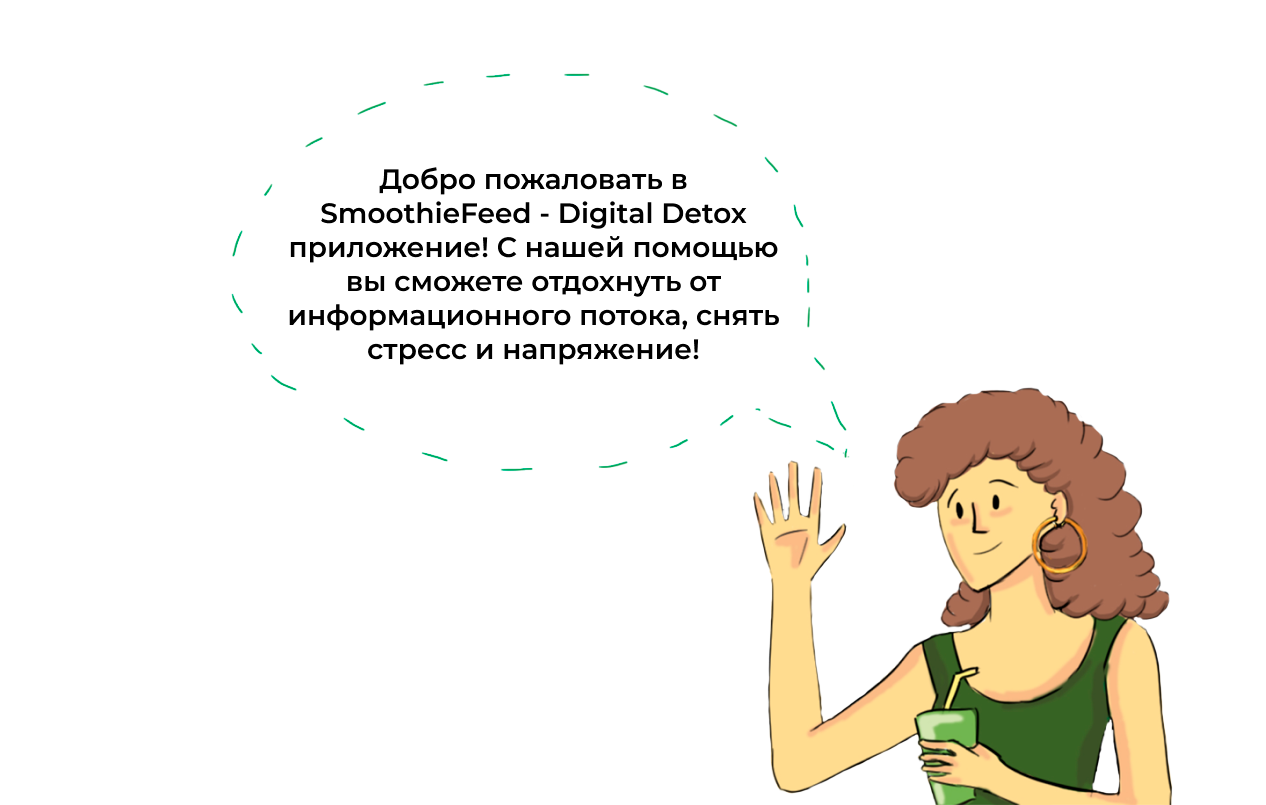 Добро пожаловать в
SmoothieFeed - Digital Detox
приложение! С нашей помощью
вы сможете отдохнуть от
информационного потока, снять
стресс и напряжение!